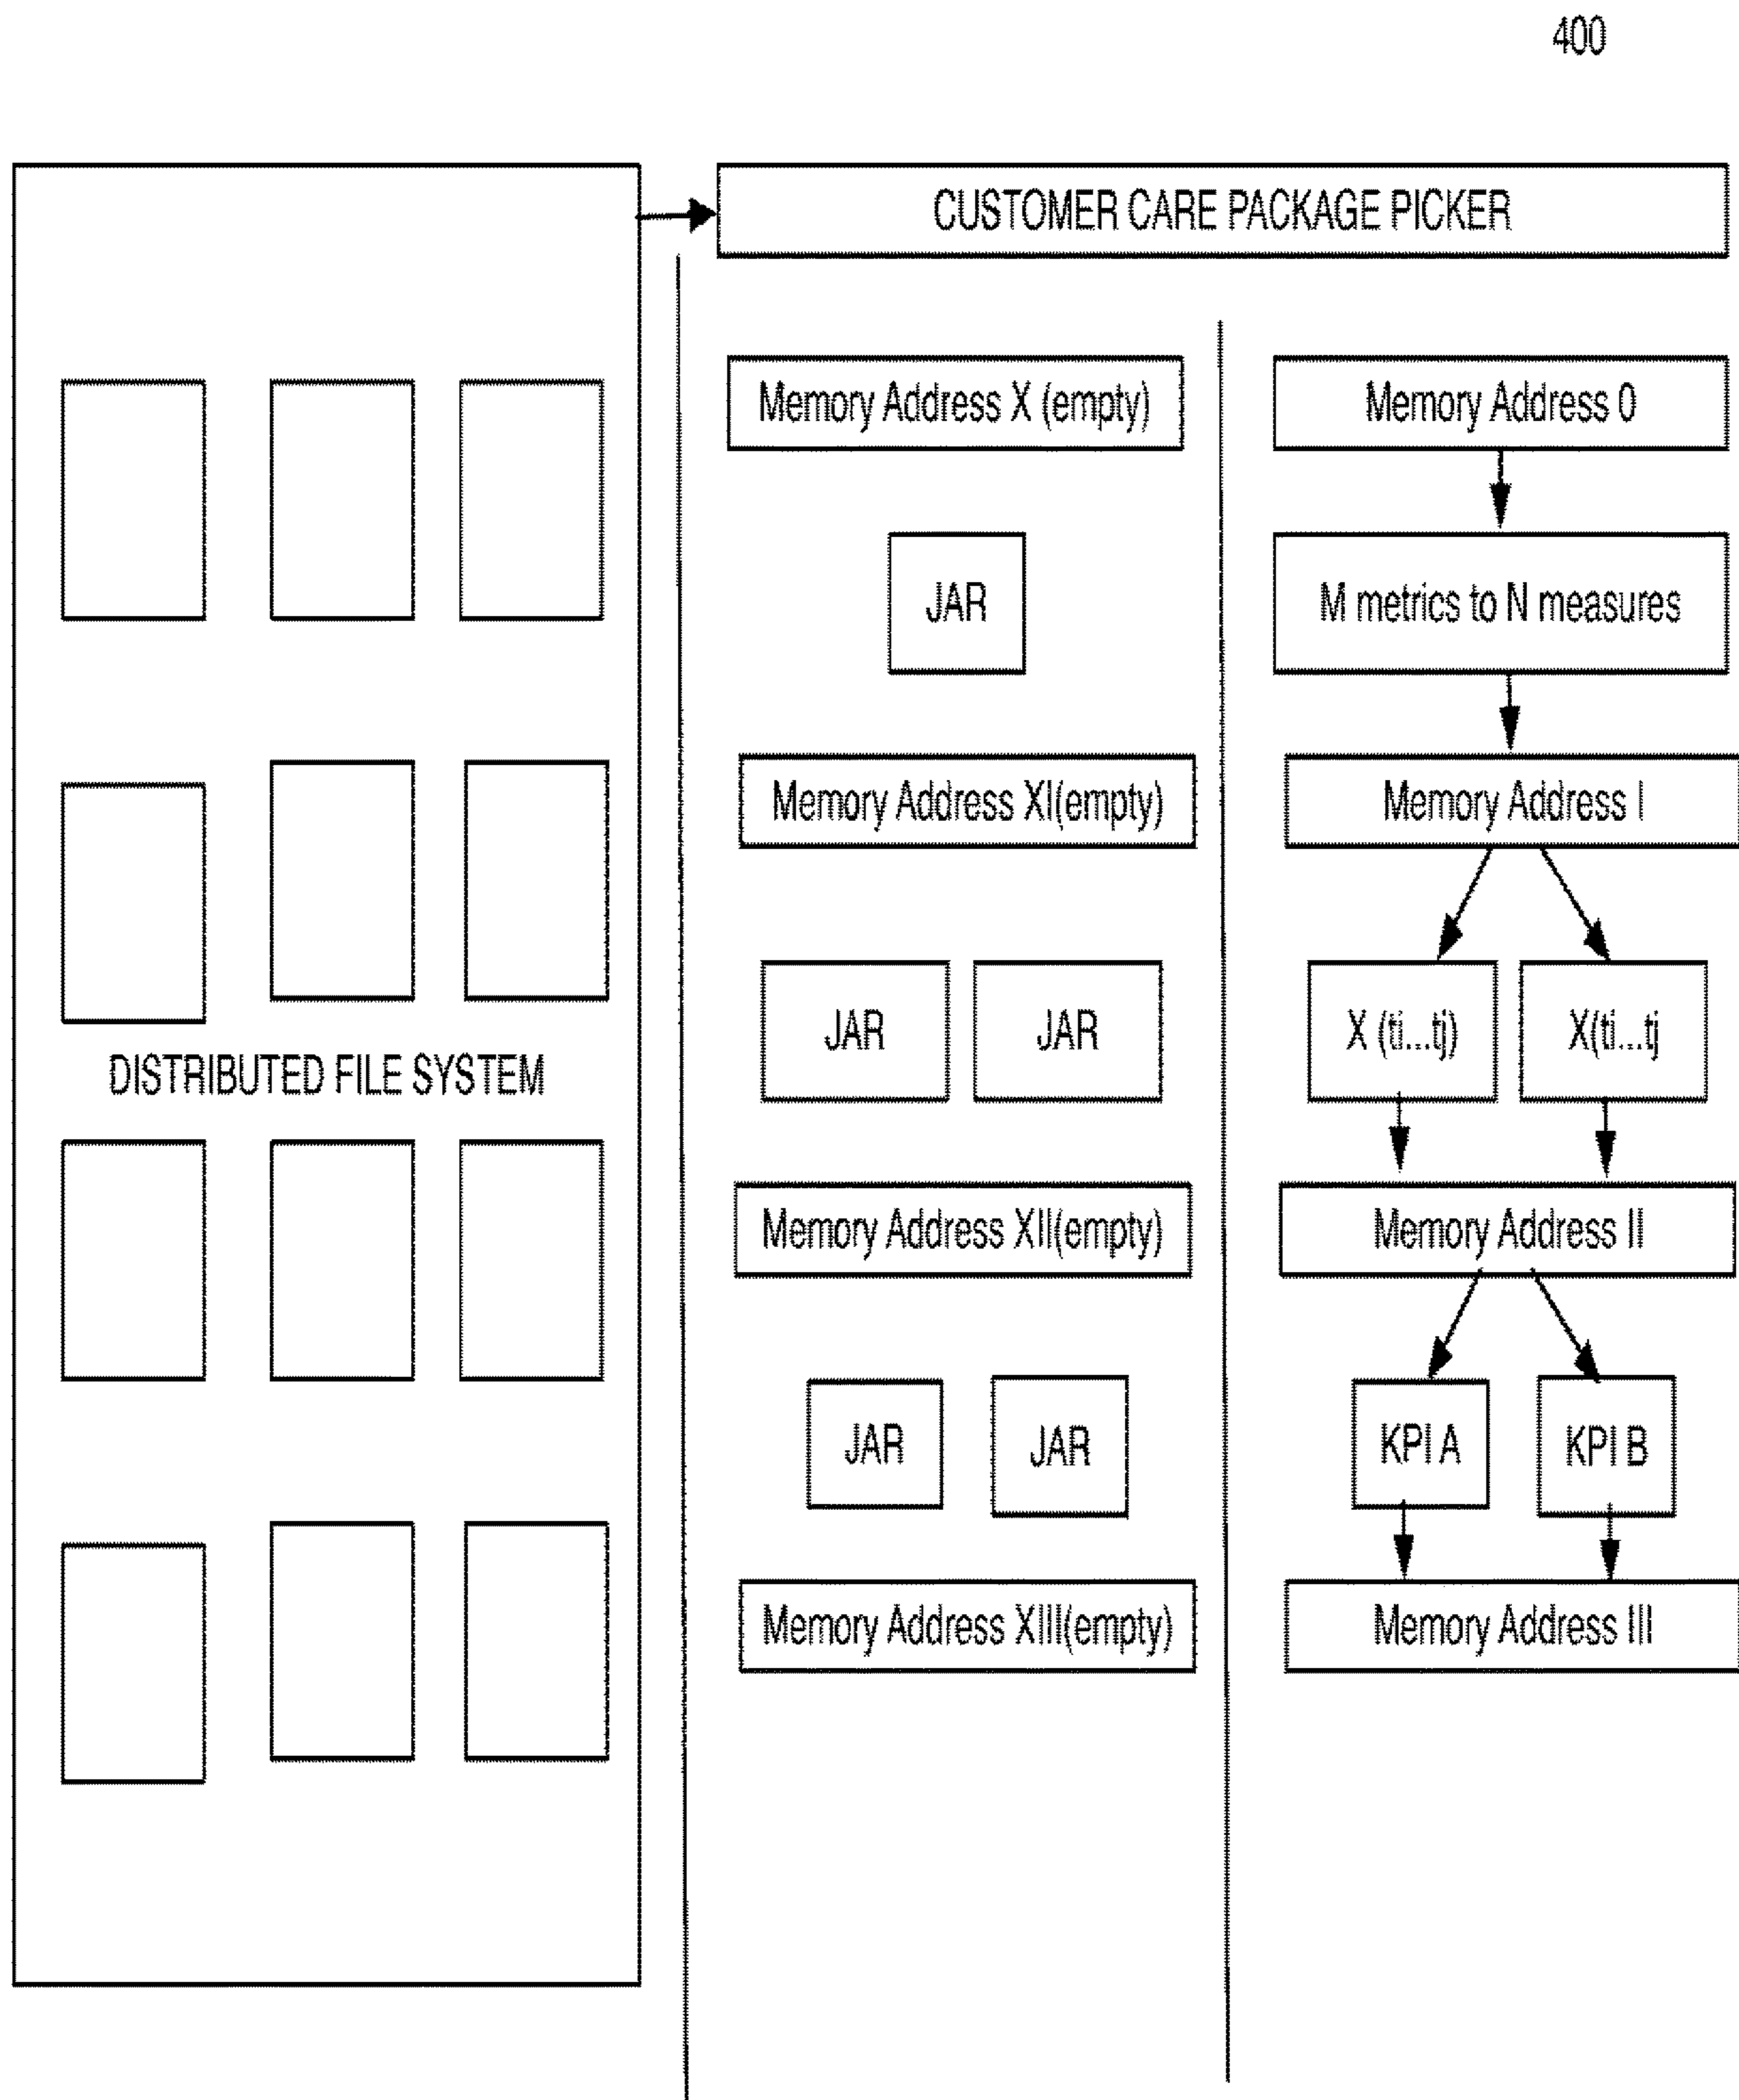 400
CUSTOMER CARE PACKAGE PICKER
Memory Address X (empty)
Memory Address 0
JAR
M metrics to N measures
Memory Address XI(empty)
Memory Address I
JAR
JAR
X (ti...tj)
X(ti...tj
DISTRIBUTED FILE SYSTEM
Memory Address XII(empty)
Memory Address II
JAR
JAR
KPI A
KPI B
Memory Address XIII(empty)
Memory Address III